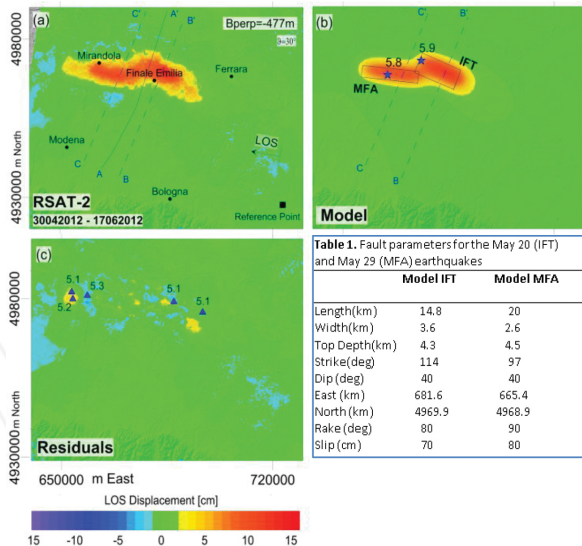 (a)
C'
A'
B'
Bperp=-477m
θ=30°
Mirandola
Finale Emilia
Ferrara
Modena
LOS
C
A
B
Bologna
RSAT-2
30042012 - 17062012
Reference Point
4980000
4930000 m North
(b)
C'
B'
5.8
5.9
IFT
MFA
C
B
Model
(c)
5.1
5.3
5.2
5.1
5.1
Residuals
4980000
4930000 m North
650000 m East 720000
LOS Displacement [cm]
15 -10 -5 0 5 10 15
Table 1. Fault parameters for the May 20 (IFT)
and May 29 (MFA) earthquakes
Model IFT Model MFA
Length(km) 14.8 20
Width(km) 3.6 2.6
Top Depth(km) 4.3 4.5
Strike(deg) 114 97
Dip (deg) 40 40
East (km) 681.6 665.4
North (km) 4969.9 4968.9
Rake (deg) 80 90
Slip (cm) 70 80